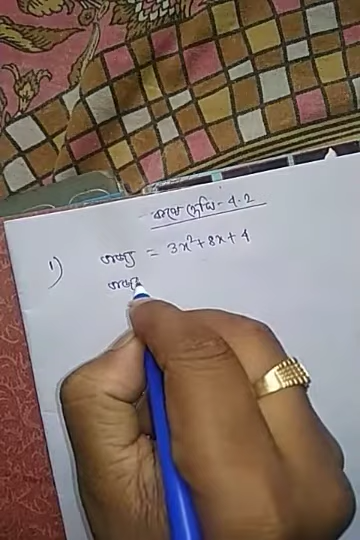 কষে দেখি - 4.2
1) ভাজ্য = 3x²+8x+4
ভাজ